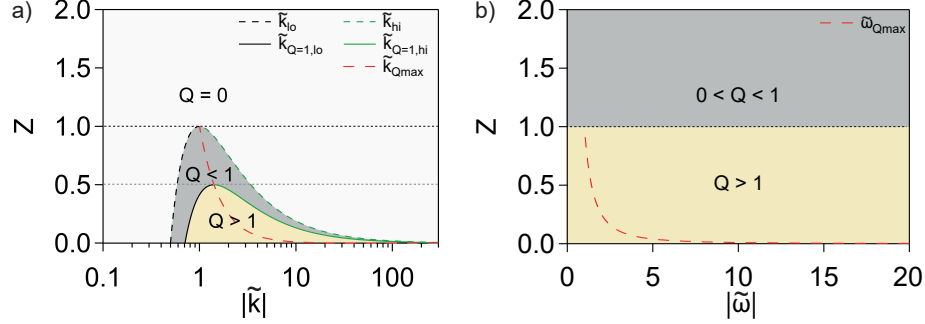 a)
k̃lo
k̃hi
k̃Q=1,lo
k̃Q=1,hi
k̃Qmax
Q = 0
Q < 1
Q > 1
Z
2.0
1.5
1.0
0.5
0.0
0.1
1
10
100
|k̃|
b)
ω̃Qmax
0 < Q < 1
Q > 1
Z
2.0
1.5
1.0
0.5
0.0
0
5
10
15
20
|ω̃|